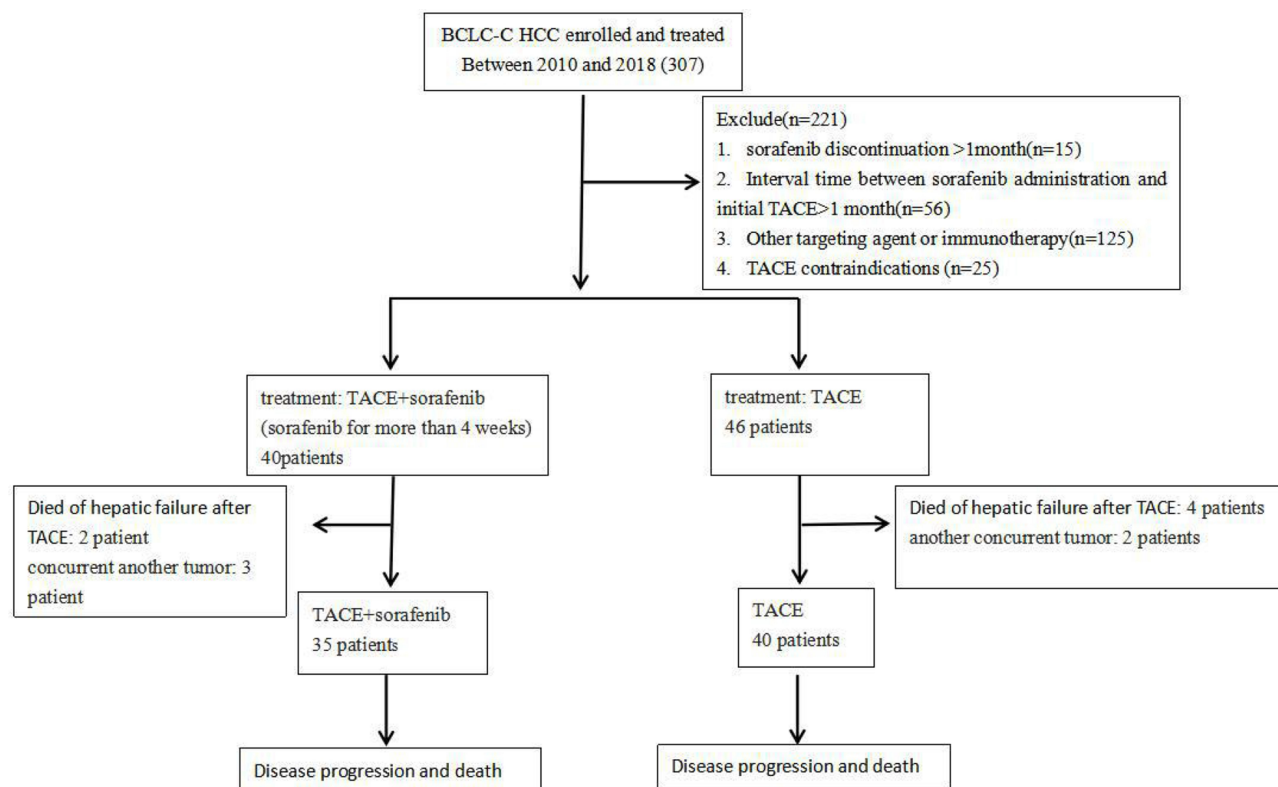 BCLC-C HCC enrolled and treated
Between 2010 and 2018 (307)
Exclude(n=221)
1. sorafenib discontinuation >1month(n=15)
2. Interval time between sorafenib administration and
initial TACE>1 month(n=56)
3. Other targeting agent or immunotherapy(n=125)
4. TACE contraindications (n=25)
treatment: TACE+sorafenib
(sorafenib for more than 4 weeks)
40patients
treatment: TACE
46 patients
Died of hepatic failure after
TACE: 2 patient
concurrent another tumor: 3
patient
Died of hepatic failure after TACE: 4 patients
another concurrent tumor: 2 patients
TACE+sorafenib
35 patients
TACE
40 patients
Disease progression and death
Disease progression and death